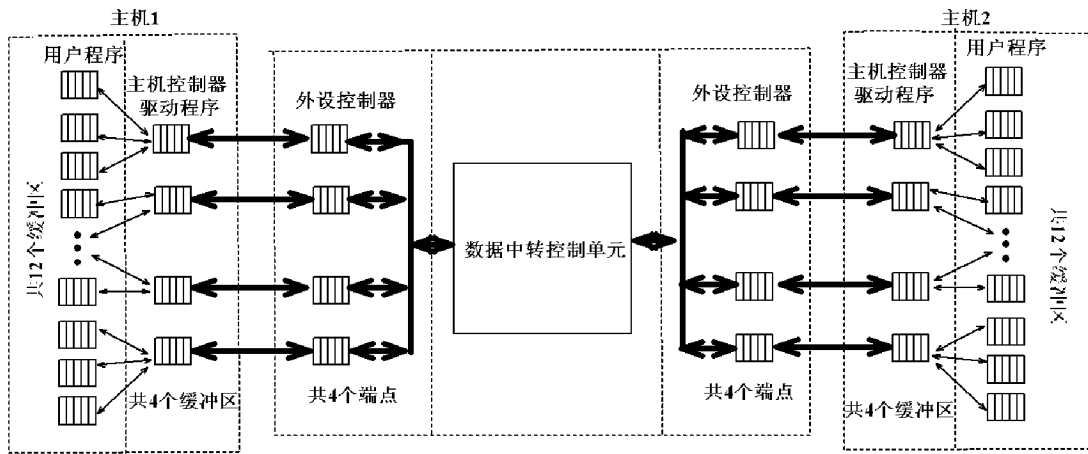 主机1
主机2
用户程序
主机控制器
驱动程序
外设控制器
外设控制器
主机控制器
驱动程序
用户程序
共12个缓冲区
数据中转控制单元
共12个缓冲区
共4个缓冲区
共4个端点
共4个端点
共4个缓冲区